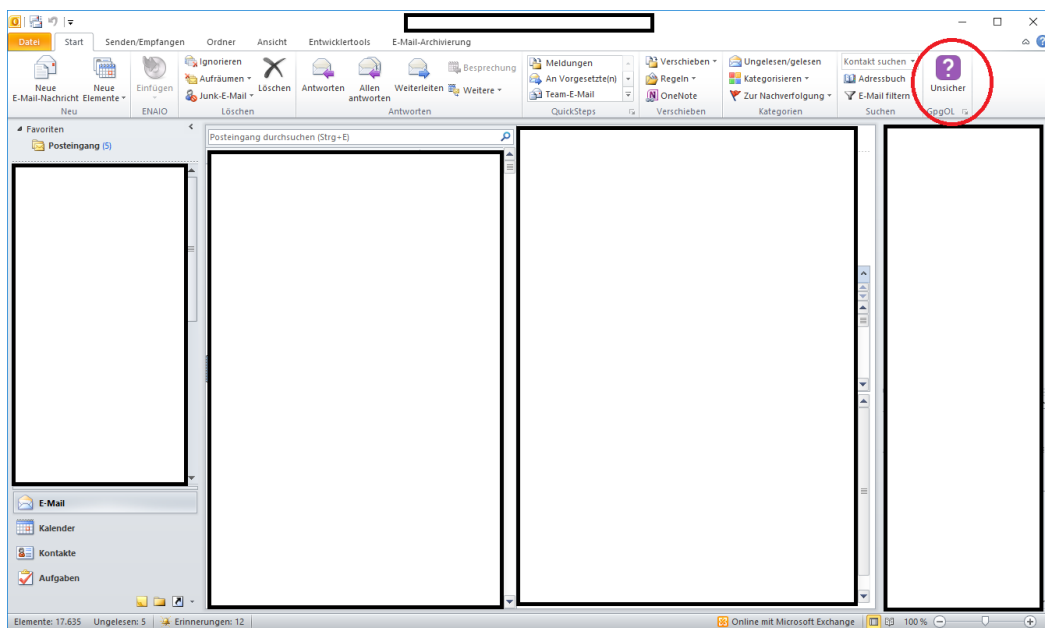 Datei Start Senden/Empfangen Ordner Ansicht Entwicklertools E-Mail-Archivierung
Neue
E-Mail-Nachricht
Neue
Elemente
Neu
Einfügen
ENAIO
Ignorieren
Aufräumen
Junk-E-Mail
Löschen
Löschen
Antworten
Allen
antworten
Weiterleiten
Besprechung
Weitere
Antworten
Meldungen
An Vorgesetzte(n)
Team-E-Mail
QuickSteps
Verschieben
Regeln
OneNote
Verschieben
Ungelesen/gelesen
Kategorisieren
Zur Nachverfolgung
Kategorien
Kontakt suchen
Adressbuch
E-Mail filtern
Suchen
Unsicher
GpgOL
Favoriten
Posteingang (5)
Posteingang durchsuchen (Strg+E)
E-Mail
Kalender
Kontakte
Aufgaben
Elemente: 17.635 Ungelesen: 5 Erinnerungen: 12 Online mit Microsoft Exchange 100 %